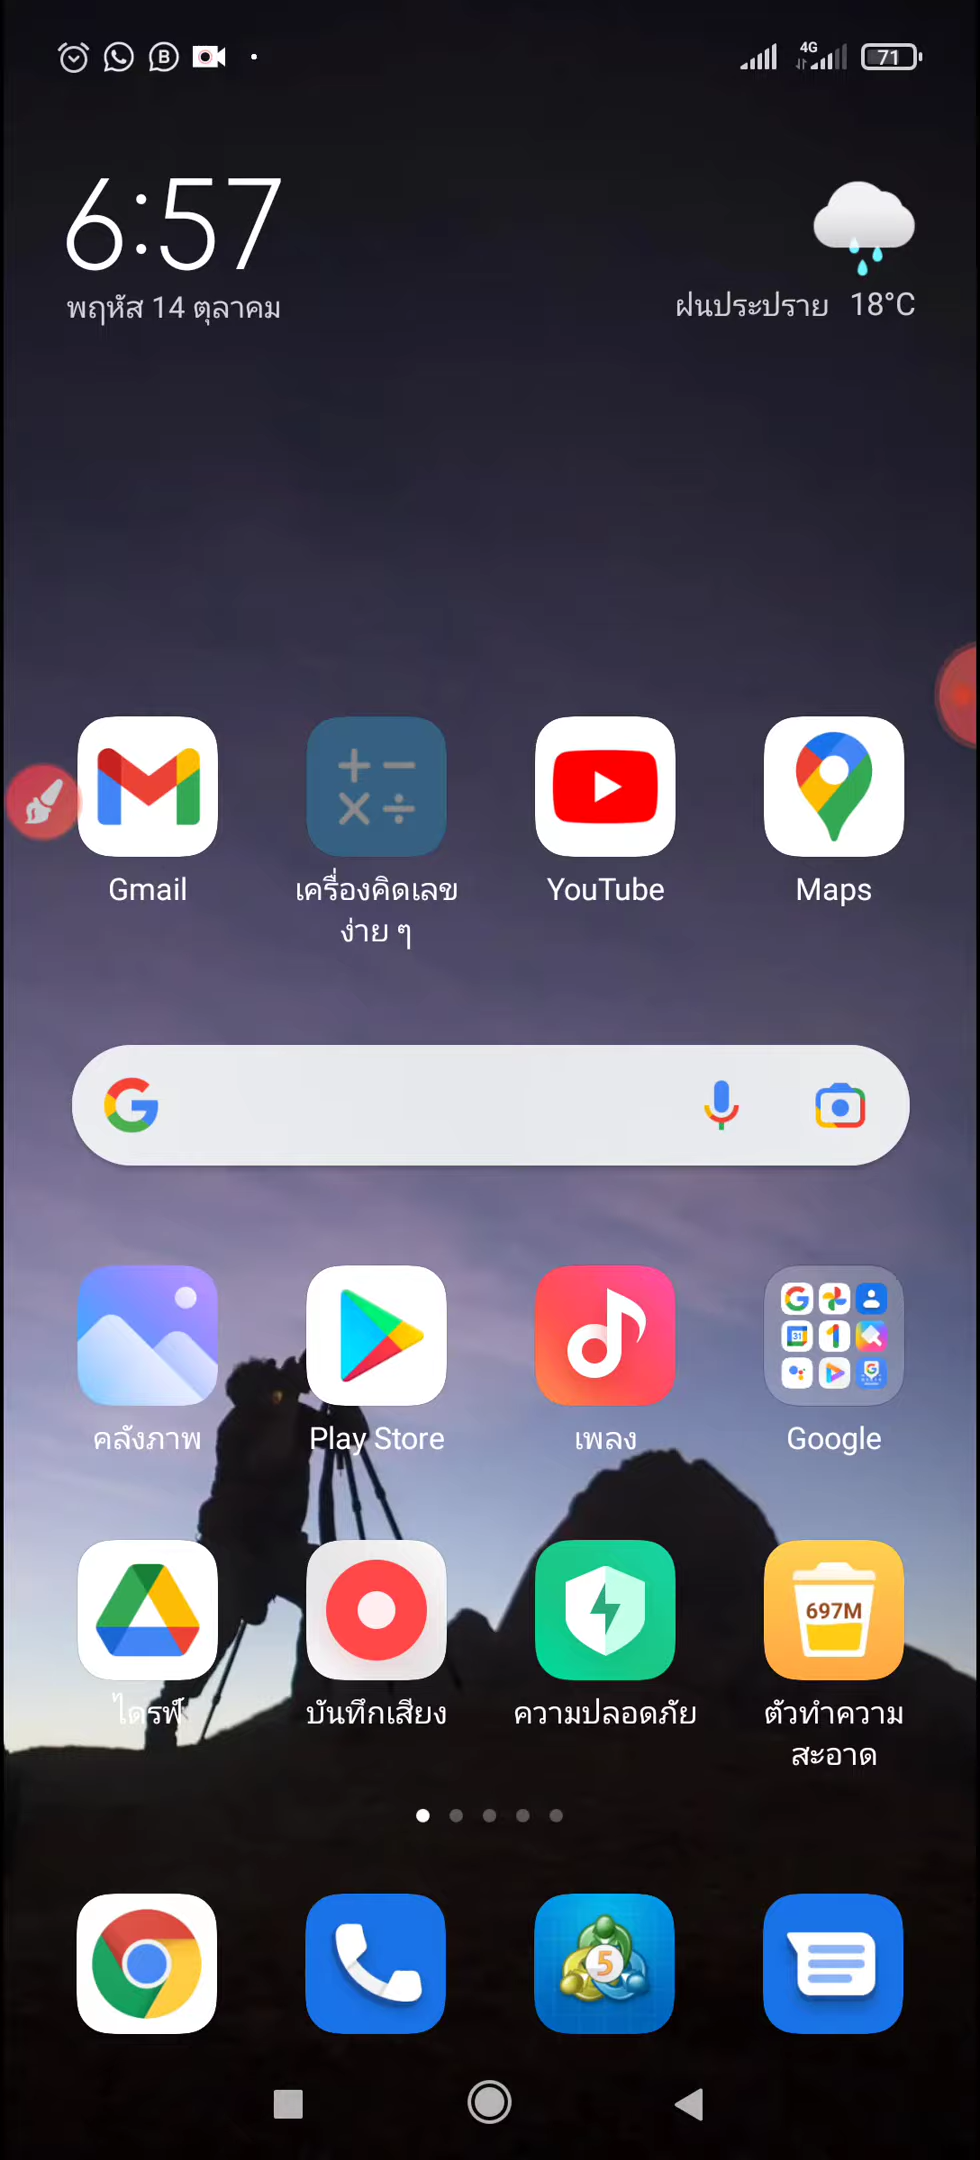 4G
71
6:57
พฤหัส 14 ตุลาคม
ฝนประปราย 18°C
Gmail
เครื่องคิดเลข
ง่าย ๆ
YouTube
Maps
คลังภาพ
Play Store
เพลง
31
Google
697M
ไดรฟ์
บันทึกเสียง
ความปลอดภัย
ตัวทำความ
สะอาด
5